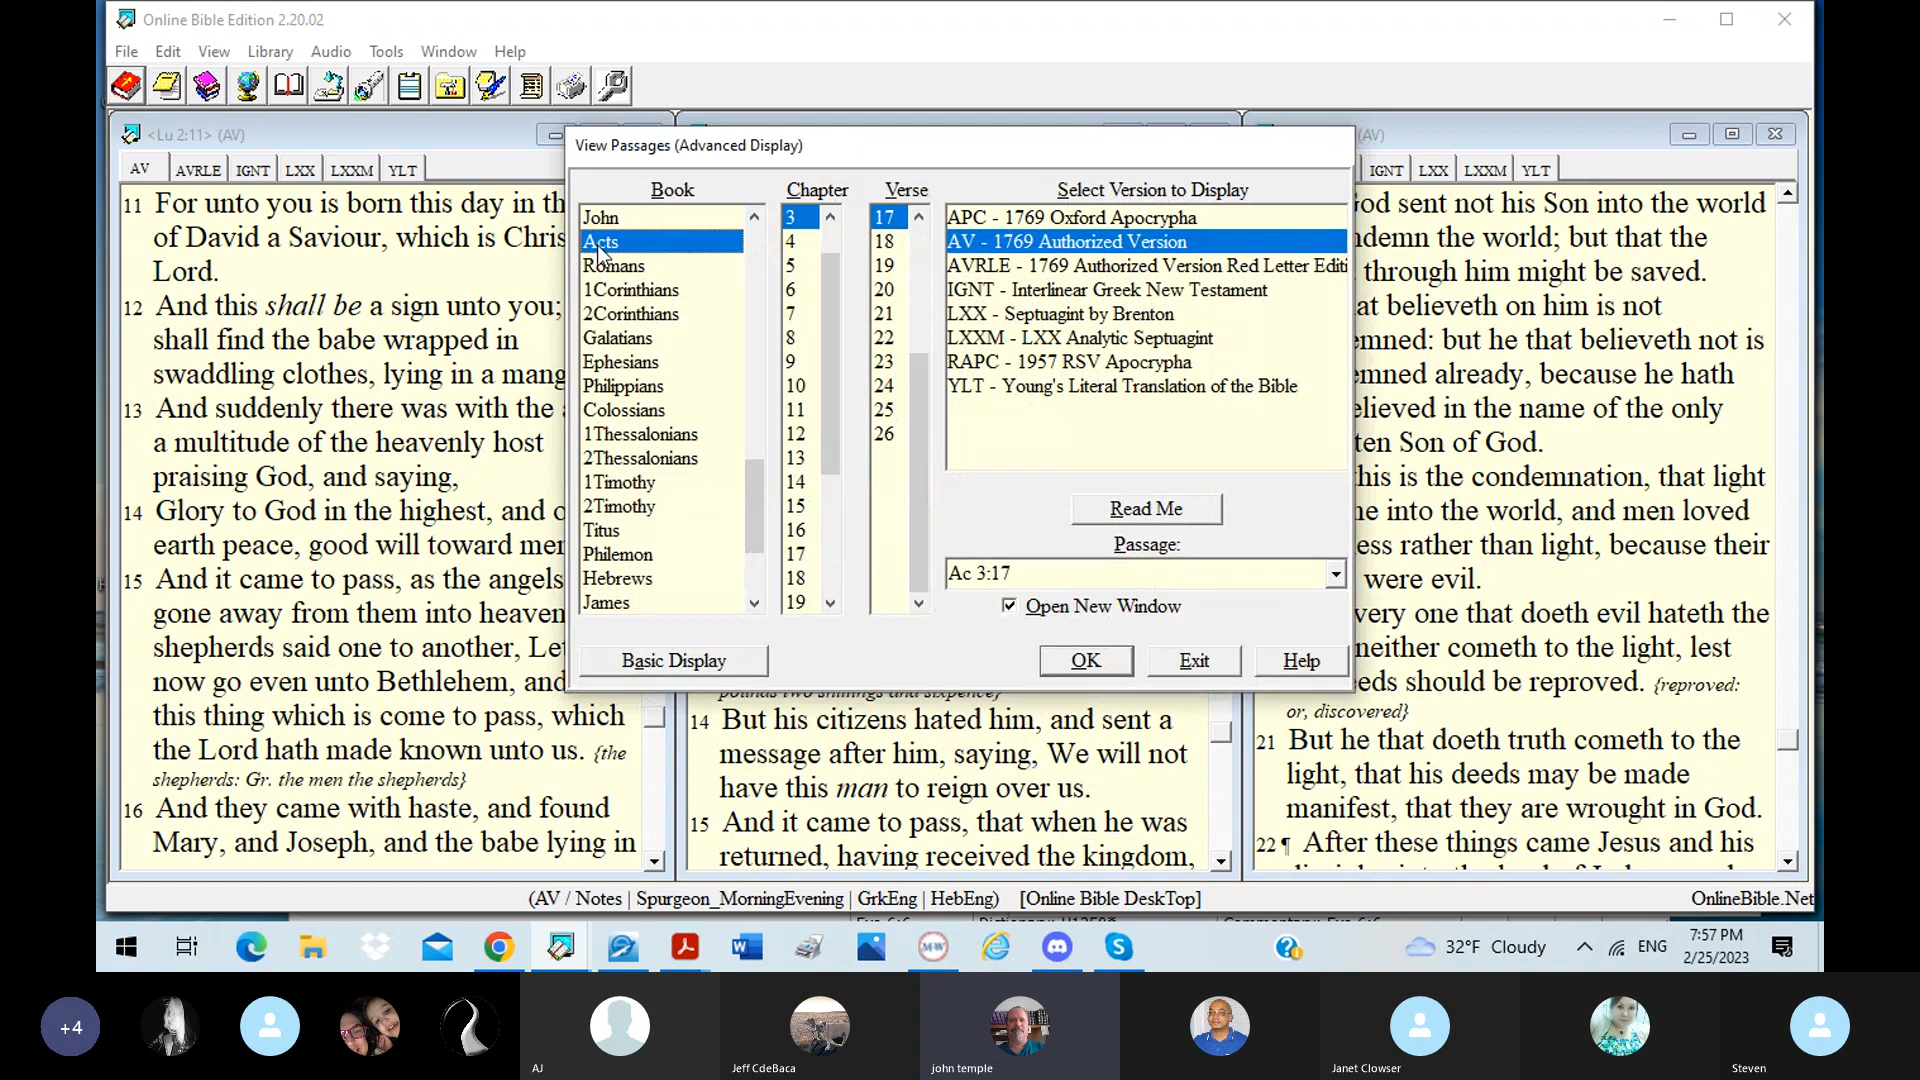 Online Bible Edition 2.20.02
File Edit View Library Audio Tools Window Help
<Lu 2:11> (AV)
AV AVRLE IGNT LXX LXXM YLT
11 For unto you is born this day in th
of David a Saviour, which is Chris
Lord.
12 And this shall be a sign unto you;
shall find the babe wrapped in
swaddling clothes, lying in a mang
13 And suddenly there was with the
a multitude of the heavenly host
praising God, and saying,
14 Glory to God in the highest, and o
earth peace, good will toward me
15 And it came to pass, as the angels
gone away from them into heaven
shepherds said one to another, Le
now go even unto Bethlehem, and
this thing which is come to pass, which
the Lord hath made known unto us. {the
shepherds: Gr. the men the shepherds}
16 And they came with haste, and found
Mary, and Joseph, and the babe lying in
View Passages (Advanced Display)
Book Chapter Verse Select Version to Display
John
Acts
Romans
1Corinthians
2Corinthians
Galatians
Ephesians
Philippians
Colossians
1Thessalonians
2Thessalonians
1Timothy
2Timothy
Titus
Philemon
Hebrews
James
3
4
5
6
7
8
9
10
11
12
13
14
15
16
17
18
19
17
18
19
20
21
22
23
24
25
26
APC - 1769 Oxford Apocrypha
AV - 1769 Authorized Version
AVRLE - 1769 Authorized Version Red Letter Editi
IGNT - Interlinear Greek New Testament
LXX - Septuagint by Brenton
LXXM - LXX Analytic Septuagint
RAPC - 1957 RSV Apocrypha
YLT - Young's Literal Translation of the Bible
Read Me
Passage:
Ac 3:17
Open New Window
Basic Display OK Exit Help
pounds two shillings and sixpence}
14 But his citizens hated him, and sent a
message after him, saying, We will not
have this man to reign over us.
15 And it came to pass, that when he was
returned, having received the kingdom,
(AV)
IGNT LXX LXXM YLT
od sent not his Son into the world
demn the world; but that the
through him might be saved.
at believeth on him is not
emned: but he that believeth not is
emned already, because he hath
elieved in the name of the only
ten Son of God.
his is the condemnation, that light
e into the world, and men loved
ess rather than light, because their
were evil.
very one that doeth evil hateth the
neither cometh to the light, lest
eds should be reproved. {reproved:
or, discovered}
21 But he that doeth truth cometh to the
light, that his deeds may be made
manifest, that they are wrought in God.
22 ¶ After these things came Jesus and his
(AV / Notes | Spurgeon_MorningEvening | GrkEng | HebEng) [Online Bible DeskTop]
OnlineBible.Net
32°F Cloudy
ENG
7:57 PM
2/25/2023
+4
AJ
Jeff CdeBaca
john temple
Janet Clowser
Steven